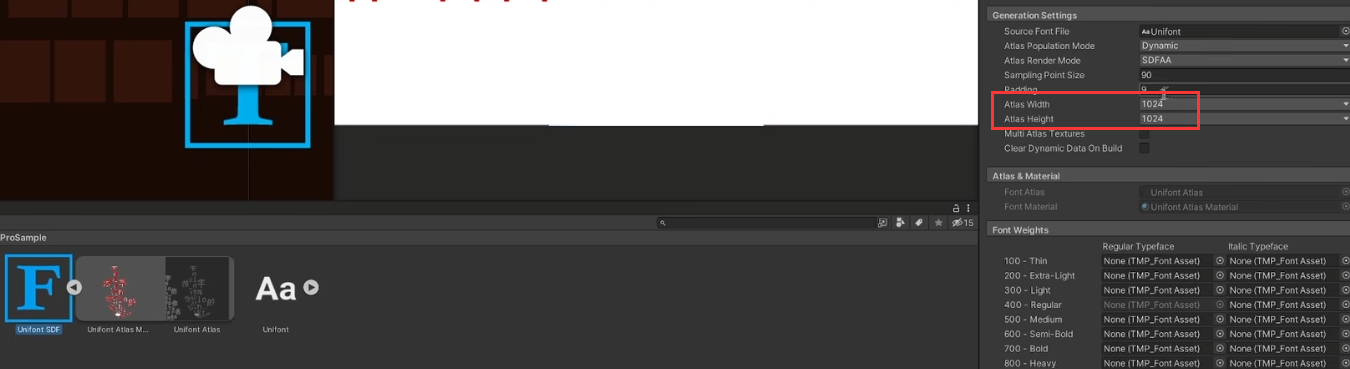 Generation Settings
Source Font File Aa Unifont
Atlas Population Mode Dynamic
Atlas Render Mode SDFAA
Sampling Point Size 90
Padding 9
Atlas Width 1024
Atlas Height 1024
Multi Atlas Textures
Clear Dynamic Data On Build
Atlas & Material
Font Atlas Unifont Atlas
Font Material Unifont Atlas Material
Font Weights
Regular Typeface Italic Typeface
100 - Thin None (TMP_Font Asset) None (TMP_Font Asset)
200 - Extra-Light None (TMP_Font Asset) None (TMP_Font Asset)
300 - Light None (TMP_Font Asset) None (TMP_Font Asset)
400 - Regular None (TMP_Font Asset) None (TMP_Font Asset)
500 - Medium None (TMP_Font Asset) None (TMP_Font Asset)
600 - Semi-Bold None (TMP_Font Asset) None (TMP_Font Asset)
700 - Bold None (TMP_Font Asset) None (TMP_Font Asset)
800 - Heavy None (TMP_Font Asset) None (TMP_Font Asset)
15
ProSample
F
Aa
Unifont SDF
Unifont Atlas M...
Unifont Atlas
Unifont